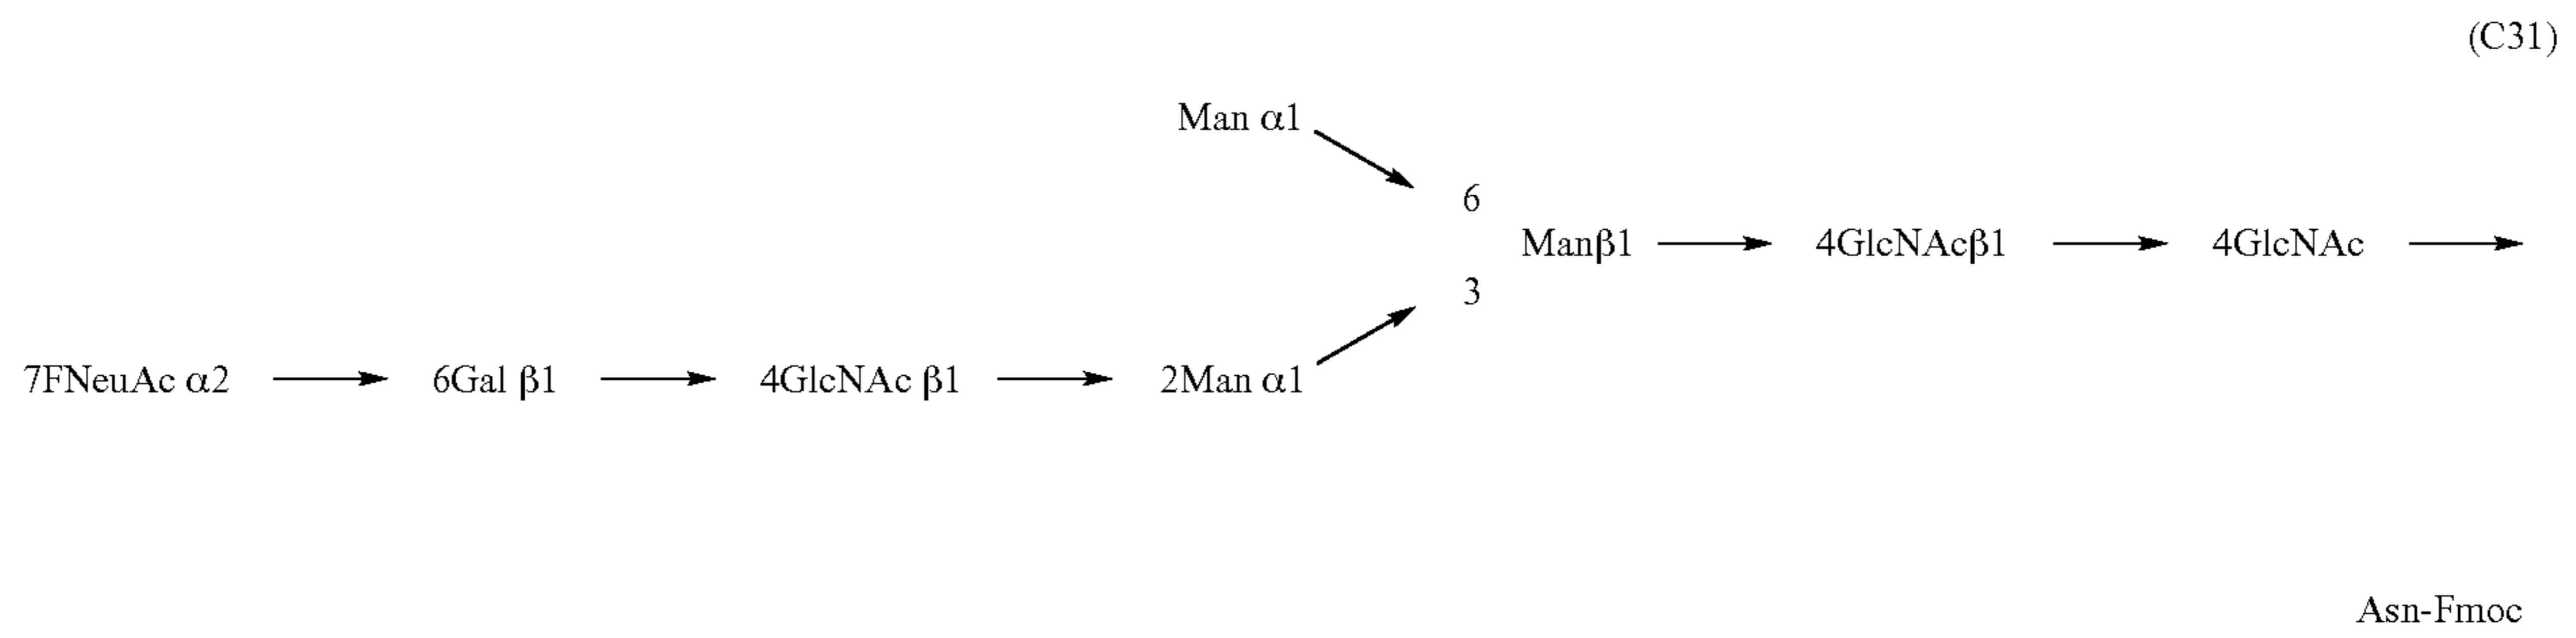 (C31)
Man α1
6
Manβ1 → 4GlcNAcβ1 → 4GlcNAc →
3
7FNeuAc α2 → 6Gal β1 → 4GlcNAc β1 → 2Man α1
Asn-Fmoc